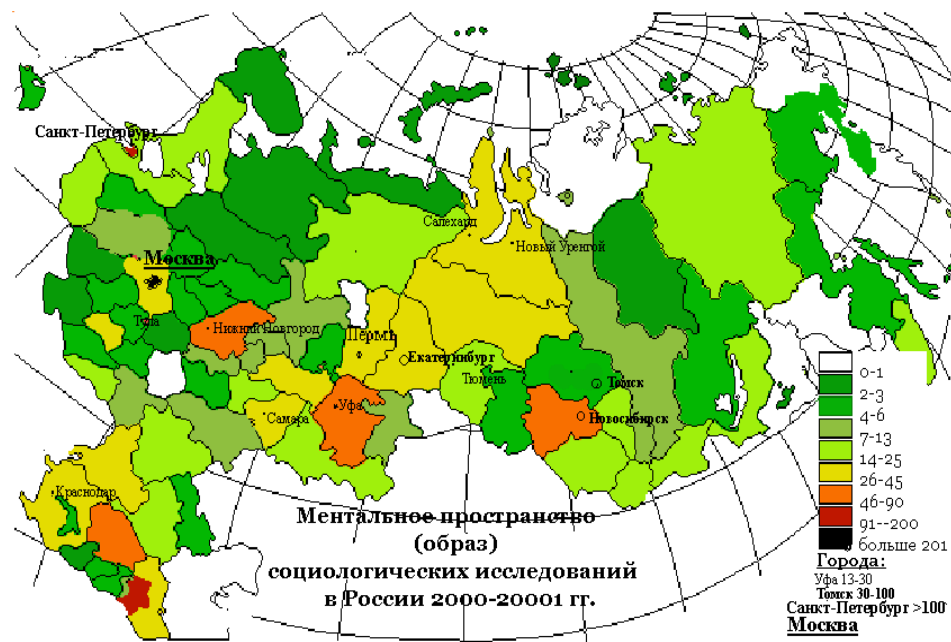 Санкт-Петербург
Салехард
Новый Уренгой
Москва
Тула
Нижний Новгород
Пермь
Екатеринбург
Тюмень
Томск
Новосибирск
Самара
Уфа
Краснодар
Ментальное пространство
(образ)
социологических исследований
в России 2000-20001 гг.
0-1
2-3
4-6
7-13
14-25
26-45
46-90
91--200
больше 201
Города:
Уфа 13-30
Томск 30-100
Санкт-Петербург >100
Москва